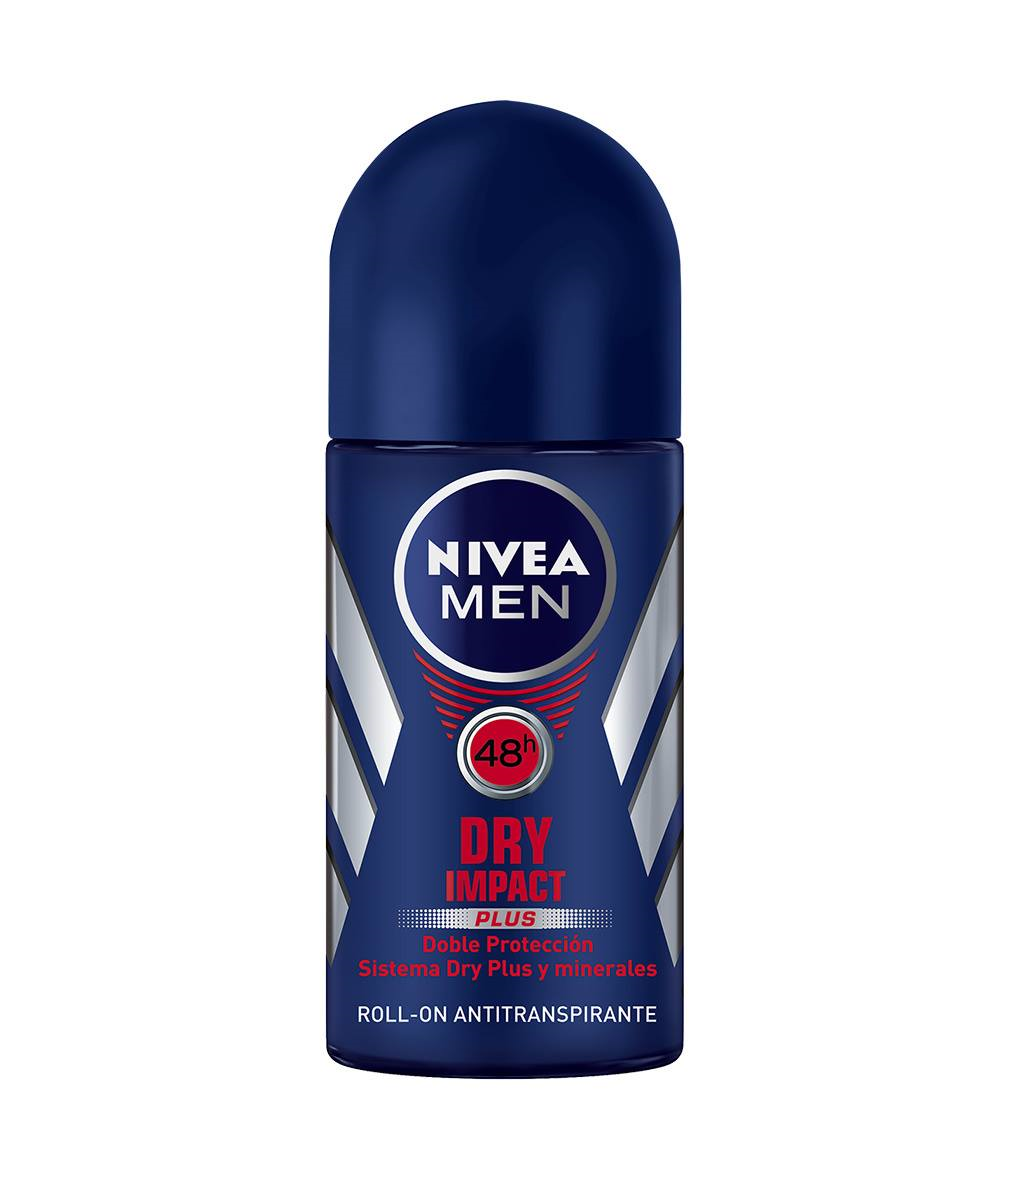 NIVEA
MEN
48h
DRY
IMPACT
PLUS
Doble Protección
Sistema Dry Plus y minerales
ROLL-ON ANTITRANSPIRANTE